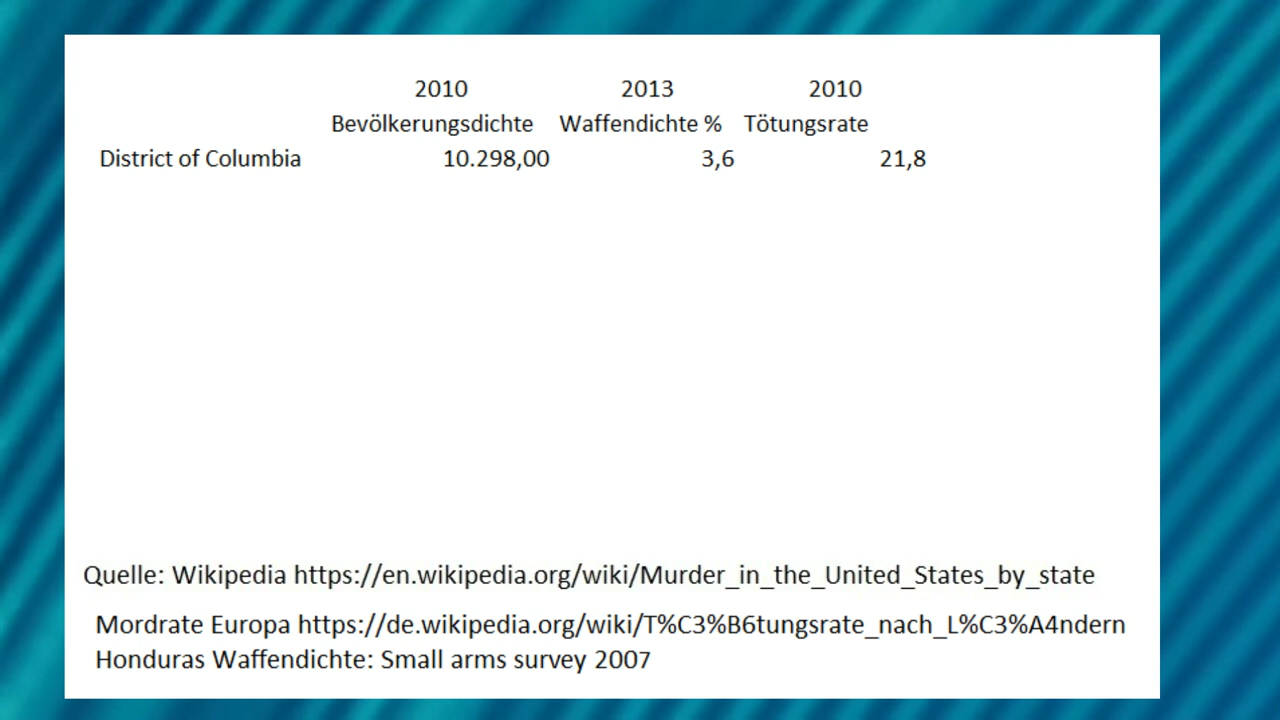 2010 2013 2010
Bevölkerungsdichte Waffendichte % Tötungsrate
District of Columbia 10.298,00 3,6 21,8
Quelle: Wikipedia https://en.wikipedia.org/wiki/Murder_in_the_United_States_by_state
Mordrate Europa https://de.wikipedia.org/wiki/T%C3%B6tungsrate_nach_L%C3%A4ndern
Honduras Waffendichte: Small arms survey 2007